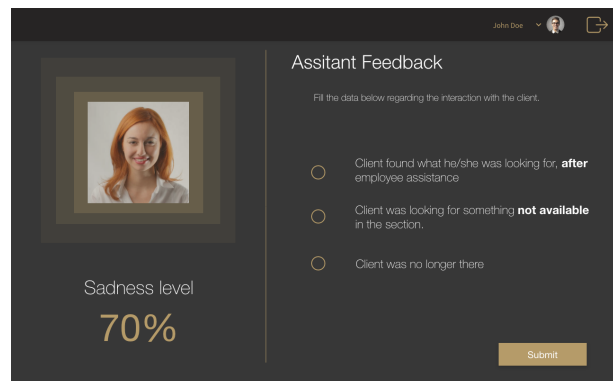 John Doe
Assitant Feedback
Fill the data below regarding the interaction with the client.
Client found what he/she was looking for, after
employee assistance
Client was looking for something not available
in the section.
Client was no longer there
Sadness level
70%
Submit